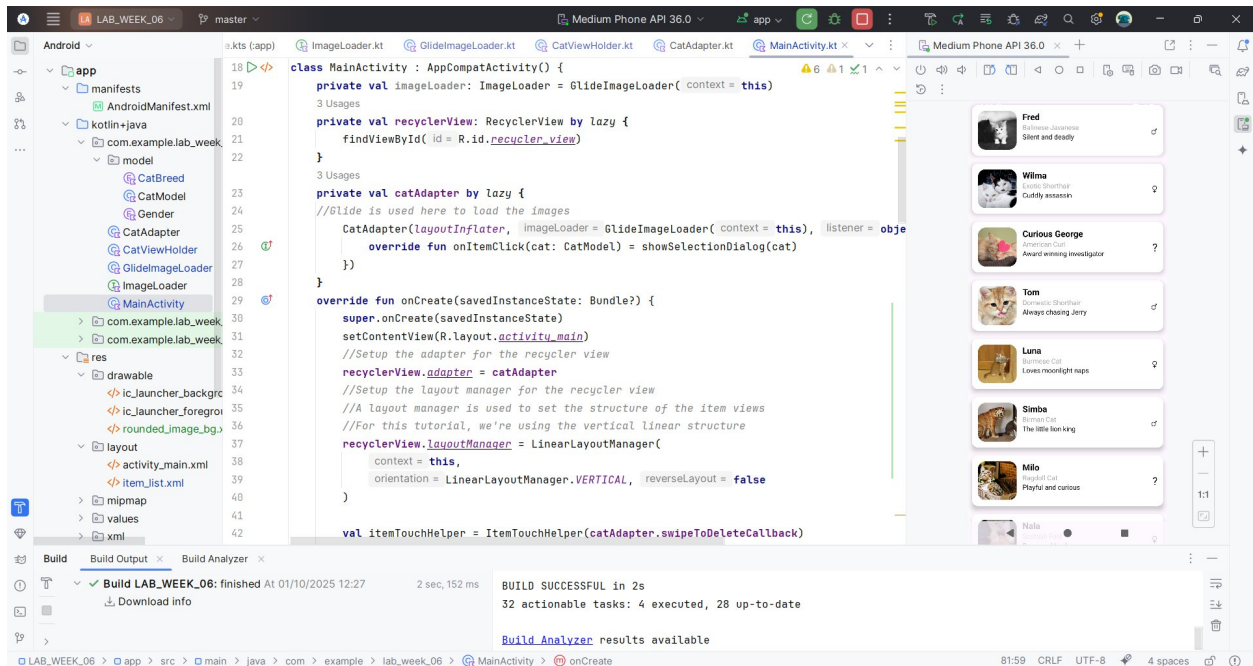 LAB_WEEK_06
master
Medium Phone API 36.0
app
Android
e.kts (:app)
ImageLoader.kt
GlideImageLoader.kt
CatViewHolder.kt
CatAdapter.kt
MainActivity.kt
Medium Phone API 36.0
app
manifests
AndroidManifest.xml
kotlin+java
com.example.lab_week_
model
CatBreed
CatModel
Gender
CatAdapter
CatViewHolder
GlideImageLoader
ImageLoader
MainActivity
com.example.lab_week_
com.example.lab_week_
res
drawable
ic_launcher_backgrc
ic_launcher_foregrou
rounded_image_bg.x
layout
activity_main.xml
item_list.xml
mipmap
values
xml
6 1 1
18 class MainActivity : AppCompatActivity() {
19 private val imageLoader: ImageLoader = GlideImageLoader( context = this)
3 Usages
20 private val recyclerView: RecyclerView by lazy {
21 findViewById( id = R.id.recycler_view)
22 }
3 Usages
23 private val catAdapter by lazy {
24 //Glide is used here to load the images
25 CatAdapter(layoutInflater, imageLoader = GlideImageLoader( context = this), listener = obje
26 override fun onItemClick(cat: CatModel) = showSelectionDialog(cat)
27 })
28 }
29 override fun onCreate(savedInstanceState: Bundle?) {
30 super.onCreate(savedInstanceState)
31 setContentView(R.layout.activity_main)
32 //Setup the adapter for the recycler view
33 recyclerView.adapter = catAdapter
34 //Setup the layout manager for the recycler view
35 //A layout manager is used to set the structure of the item views
36 //For this tutorial, we're using the vertical linear structure
37 recyclerView.layoutManager = LinearLayoutManager(
38 context = this,
39 orientation = LinearLayoutManager.VERTICAL, reverseLayout = false
40 )
41
42 val itemTouchHelper = ItemTouchHelper(catAdapter.swipeToDeleteCallback)
Fred
Balinese-Javanese
Silent and deadly
♂
Wilma
Exotic Shorthair
Cuddly assassin
♀
Curious George
American Curl
Award winning investigator
?
Tom
Domestic Shorthair
Always chasing Jerry
♂
Luna
Burmese Cat
Loves moonlight naps
♀
Simba
Birman Cat
The little lion king
♂
Milo
Ragdoll Cat
Playful and curious
?
Nala
♀
1:1
Build
Build Output
Build Analyzer
Build LAB_WEEK_06: finished At 01/10/2025 12:27
2 sec, 152 ms
Download info
BUILD SUCCESSFUL in 2s
32 actionable tasks: 4 executed, 28 up-to-date
Build Analyzer results available
LAB_WEEK_06 > app > src > main > java > com > example > lab_week_06 > MainActivity > onCreate
81:59 CRLF UTF-8 4 spaces